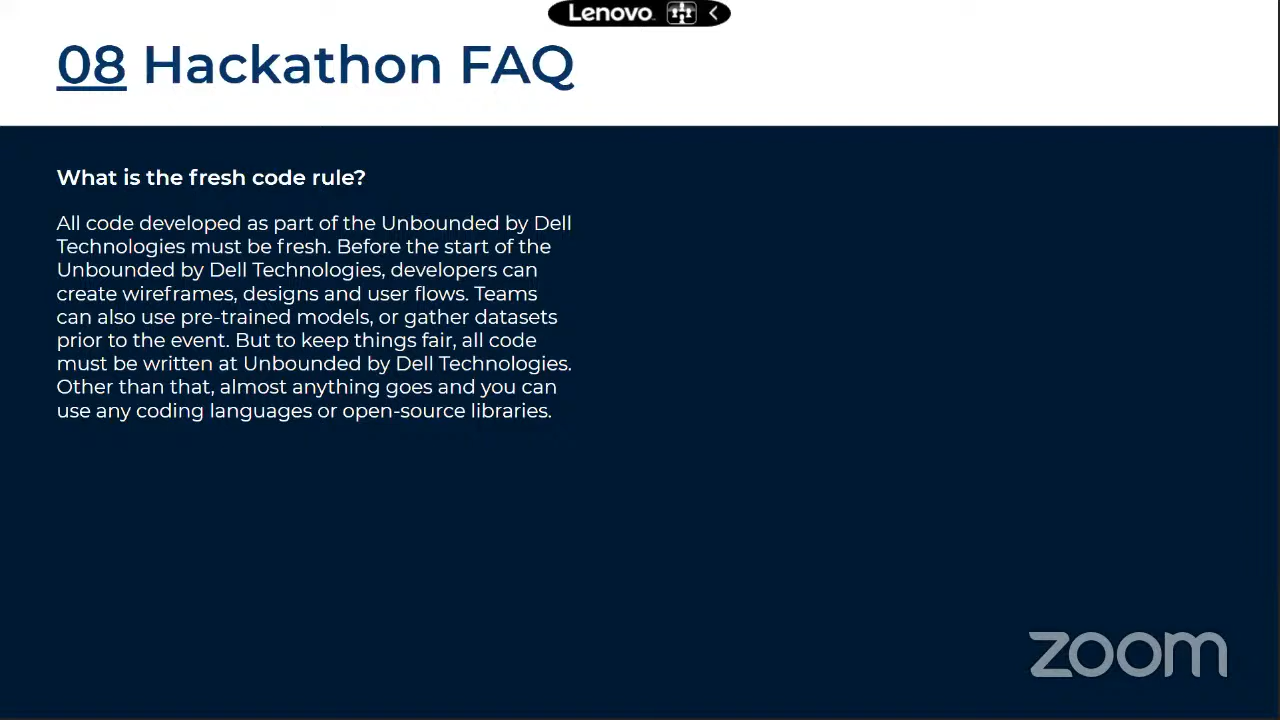 Lenovo
08 Hackathon FAQ
What is the fresh code rule?
All code developed as part of the Unbounded by Dell
Technologies must be fresh. Before the start of the
Unbounded by Dell Technologies, developers can
create wireframes, designs and user flows. Teams
can also use pre-trained models, or gather datasets
prior to the event. But to keep things fair, all code
must be written at Unbounded by Dell Technologies.
Other than that, almost anything goes and you can
use any coding languages or open-source libraries.
zoom